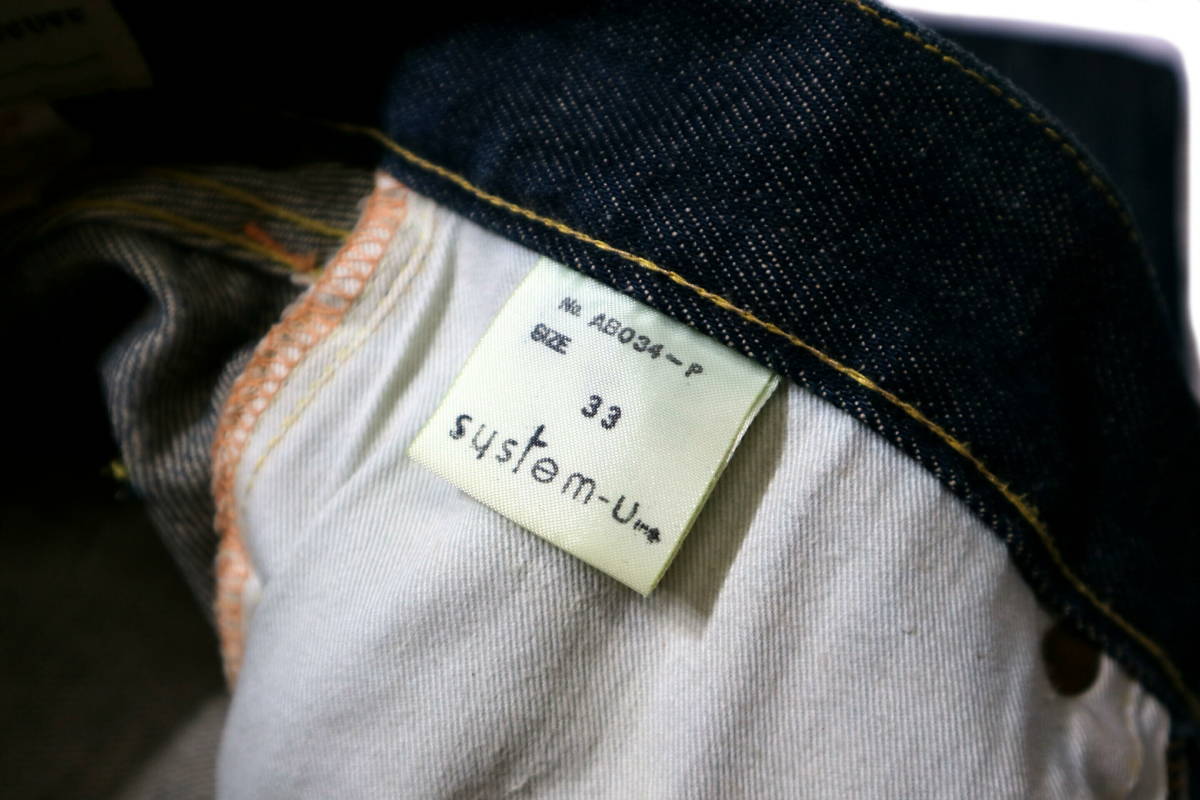 No AB034-P
SIZE
33
system-U